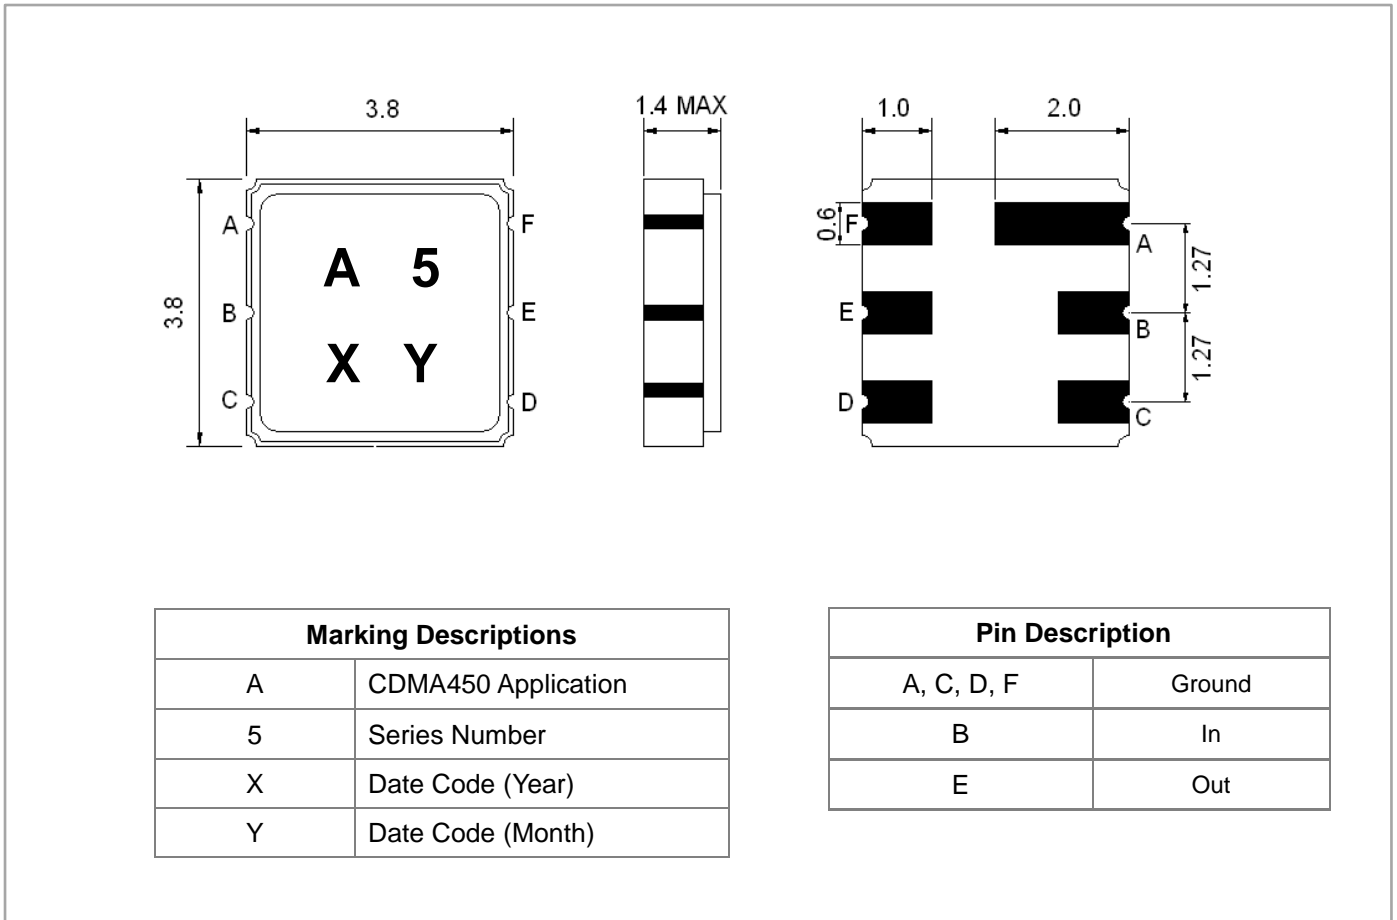 3.8
1.4 MAX
1.0
2.0
3.8
A
B
C
F
E
D
A 5
X Y
0.6
F
E
D
A
B
C
1.27
1.27
Marking Descriptions
A CDMA450 Application
5 Series Number
X Date Code (Year)
Y Date Code (Month)
Pin Description
A, C, D, F Ground
B In
E Out